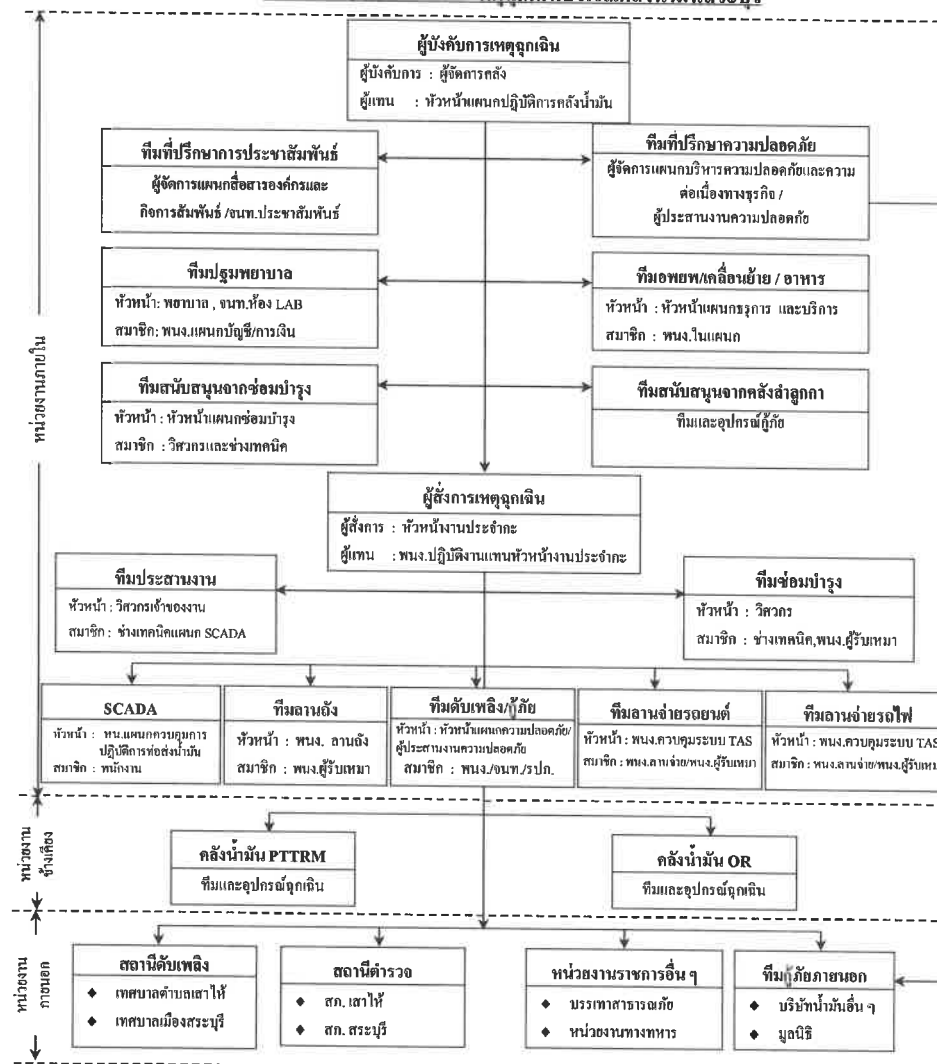 ผู้บังคับการเหตุฉุกเฉิน
ผู้บังคับการ : ผู้จัดการคลัง
ผู้แทน : หัวหน้าแผนกปฏิบัติการคลังน้ำมัน
ทีมที่ปรึกษาการประชาสัมพันธ์
ผู้จัดการแผนกสื่อสารองค์กรและ
กิจการสัมพันธ์ /จนท.ประชาสัมพันธ์
ทีมที่ปรึกษาความปลอดภัย
ผู้จัดการแผนกบริหารความปลอดภัยและความ
ต่อเนื่องทางธุรกิจ /
ผู้ประสานงานความปลอดภัย
ทีมปฐมพยาบาล
หัวหน้า: พยาบาล , จนท.ห้อง LAB
สมาชิก: พนง.แผนกบัญชี/การเงิน
ทีมอพยพ/เคลื่อนย้าย / อาหาร
หัวหน้า : หัวหน้าแผนกธุรการ และบริการ
สมาชิก : พนง.ในแผนก
หน่วยงานภายใน
ทีมสนับสนุนจากซ่อมบำรุง
หัวหน้า : หัวหน้าแผนกซ่อมบำรุง
สมาชิก : วิศวกรและช่างเทคนิค
ทีมสนับสนุนจากคลังลำลูกกา
ทีมและอุปกรณ์กู้ภัย
ผู้สั่งการเหตุฉุกเฉิน
ผู้สั่งการ : หัวหน้างานประจำกะ
ผู้แทน : พนง.ปฏิบัติงานแทนหัวหน้างานประจำกะ
ทีมประสานงาน
หัวหน้า : วิศวกรเจ้าของงาน
สมาชิก : ช่างเทคนิคแผนก SCADA
ทีมซ่อมบำรุง
หัวหน้า : วิศวกร
สมาชิก : ช่างเทคนิค,พนง.ผู้รับเหมา
SCADA
หัวหน้า : หน.แผนกควบคุมการ
ปฏิบัติการท่อส่งน้ำมัน
สมาชิก : พนักงาน
ทีมลานถัง
หัวหน้า : พนง. ลานถัง
สมาชิก : พนง.ผู้รับเหมา
ทีมดับเพลิง/กู้ภัย
หัวหน้า: หัวหน้าแผนกความปลอดภัย/
ผู้ประสานงานความปลอดภัย
สมาชิก : พนง./จนท./รปภ.
ทีมลานจ่ายรถยนต์
หัวหน้า : พนง.ควบคุมระบบ TAS
สมาชิก : พนง.ลานจ่าย/พนง.ผู้รับเหมา
ทีมลานจ่ายรถไฟ
หัวหน้า : พนง.ควบคุมระบบ TAS
สมาชิก : พนง.ลานจ่าย/พนง.ผู้รับเหมา
หน่วยงาน
ข้างเคียง
คลังน้ำมัน PTTRM
ทีมและอุปกรณ์ฉุกเฉิน
คลังน้ำมัน OR
ทีมและอุปกรณ์ฉุกเฉิน
หน่วยงาน
ภายนอก
สถานีดับเพลิง
◆ เทศบาลตำบลเสาไห้
◆ เทศบาลเมืองสระบุรี
สถานีตำรวจ
◆ สภ. เสาไห้
◆ สภ. สระบุรี
หน่วยงานราชการอื่น ๆ
◆ บรรเทาสาธารณภัย
◆ หน่วยงานทางทหาร
ทีมกู้ภัยภายนอก
◆ บริษัทน้ำมันอื่น ๆ
◆ มูลนิธิ